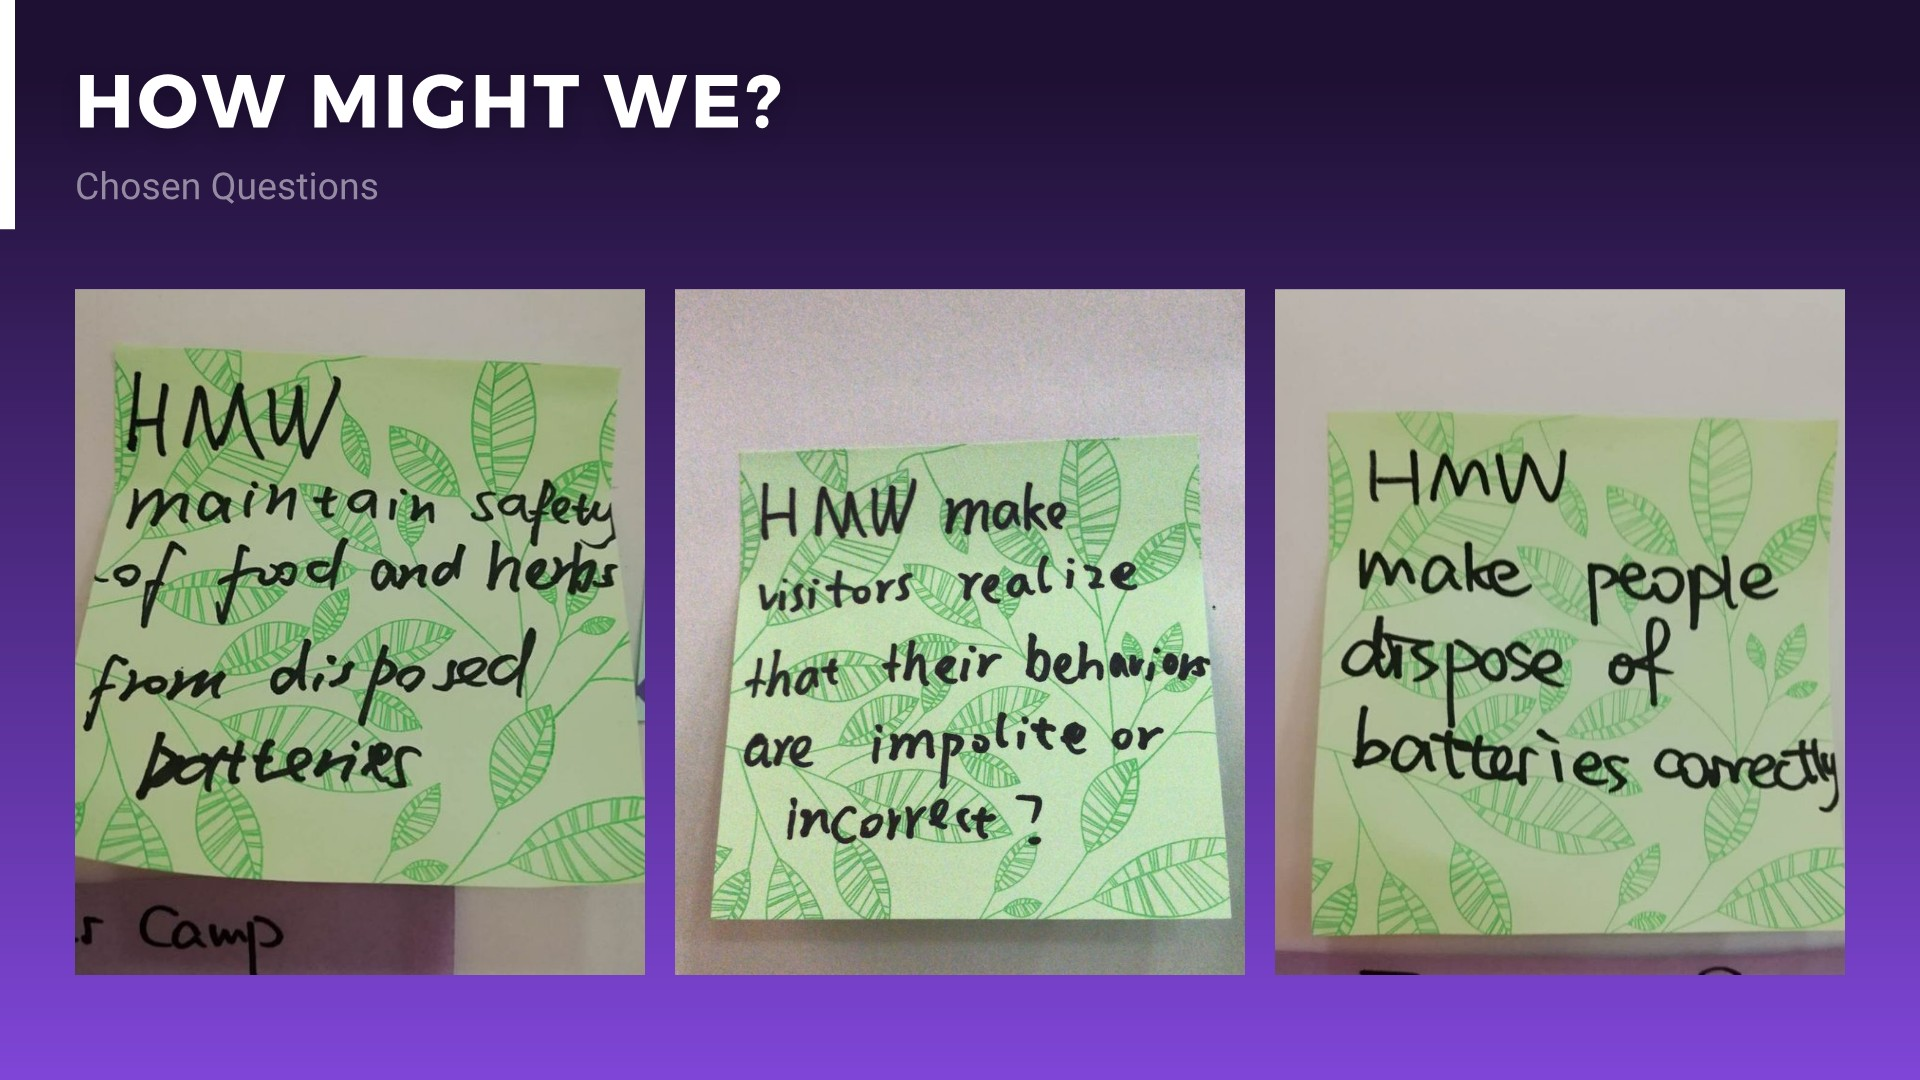 HOW MIGHT WE?
Chosen Questions
HMW
maintain safety
of food and herbs
from disposed
batteries
Camp
HMW make
visitors realize
that their behaviors
are impolite or
incorrect?
HMW
make people
dispose of
batteries correctly